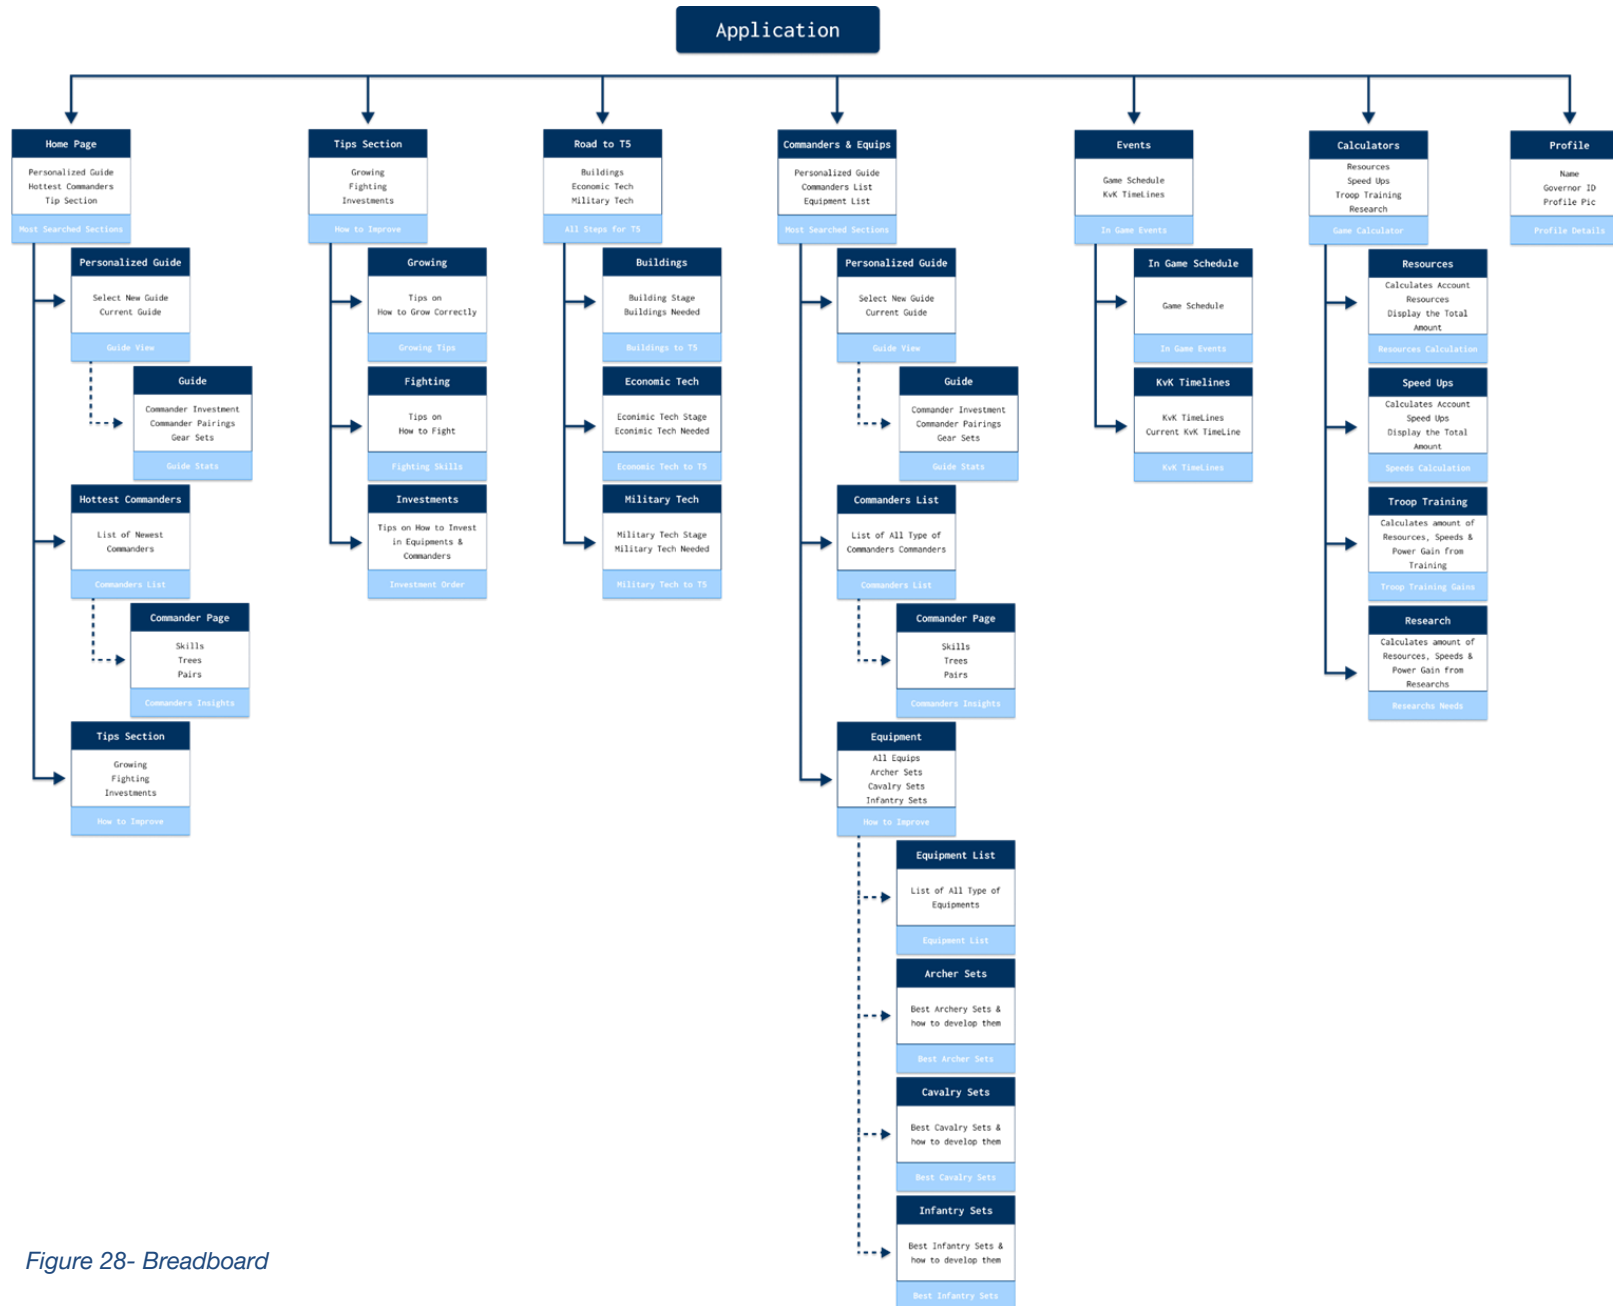 Application
Home Page
Personalized Guide
Hottest Commanders
Tip Section
Most Searched Sections
Personalized Guide
Select New Guide
Current Guide
Guide View
Guide
Commander Investment
Commander Pairings
Gear Sets
Guide Stats
Hottest Commanders
List of Newest
Commanders
Commanders List
Commander Page
Skills
Trees
Pairs
Commanders Insights
Tips Section
Growing
Fighting
Investments
How to Improve
Tips Section
Growing
Fighting
Investments
How to Improve
Growing
Tips on
How to Grow Correctly
Growing Tips
Fighting
Tips on
How to Fight
Fighting Skills
Investments
Tips on How to Invest
in Equipments &
Commanders
Investment Order
Road to T5
Buildings
Economic Tech
Military Tech
All Steps for T5
Buildings
Building Stage
Buildings Needed
Buildings to T5
Economic Tech
Econimic Tech Stage
Econimic Tech Needed
Economic Tech to T5
Military Tech
Military Tech Stage
Military Tech Needed
Military Tech to T5
Commanders & Equips
Personalized Guide
Commanders List
Equipment List
Most Searched Sections
Personalized Guide
Select New Guide
Current Guide
Guide View
Guide
Commander Investment
Commander Pairings
Gear Sets
Guide Stats
Commanders List
List of All Type of
Commanders Commanders
Commanders List
Commander Page
Skills
Trees
Pairs
Commanders Insights
Equipment
All Equips
Archer Sets
Cavalry Sets
Infantry Sets
How to Improve
Equipment List
List of All Type of
Equipments
Equipment List
Archer Sets
Best Archery Sets &
how to develop them
Best Archer Sets
Cavalry Sets
Best Cavalry Sets &
how to develop them
Best Cavalry Sets
Infantry Sets
Best Infantry Sets &
how to develop them
Best Infantry Sets
Events
Game Schedule
KvK TimeLines
In Game Events
In Game Schedule
Game Schedule
In Game Events
KvK Timelines
KvK TimeLines
Current KvK TimeLine
KvK TimeLines
Calculators
Resources
Speed Ups
Troop Training
Research
Game Calculator
Resources
Calculates Account
Resources
Display the Total
Amount
Resources Calculation
Speed Ups
Calculates Account
Speed Ups
Display the Total
Amount
Speeds Calculation
Troop Training
Calculates amount of
Resources, Speeds &
Power Gain from
Training
Troop Training Gains
Research
Calculates amount of
Resources, Speeds &
Power Gain from
Researchs
Researchs Needs
Profile
Name
Governor ID
Profile Pic
Profile Details
Figure 28- Breadboard